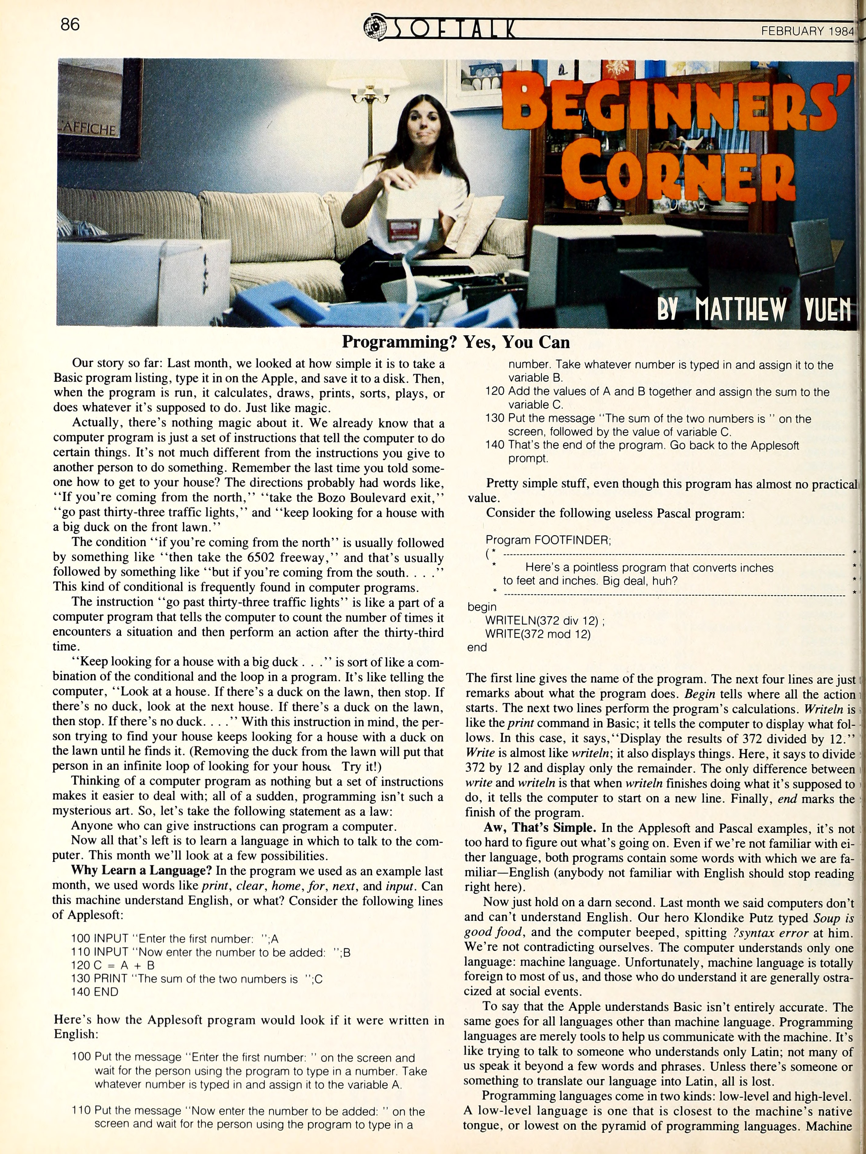 86
SOFTALK
FEBRUARY 1984
L'AFFICHE
BEGINNERS'
CORNER
BY MATTHEW YUEN
Programming? Yes, You Can
Our story so far: Last month, we looked at how simple it is to take a
Basic program listing, type it in on the Apple, and save it to a disk. Then,
when the program is run, it calculates, draws, prints, sorts, plays, or
does whatever it's supposed to do. Just like magic.
Actually, there's nothing magic about it. We already know that a
computer program is just a set of instructions that tell the computer to do
certain things. It's not much different from the instructions you give to
another person to do something. Remember the last time you told some-
one how to get to your house? The directions probably had words like,
"If you're coming from the north," "take the Bozo Boulevard exit,"
"go past thirty-three traffic lights," and "keep looking for a house with
a big duck on the front lawn."
The condition "if you're coming from the north" is usually followed
by something like "then take the 6502 freeway," and that's usually
followed by something like "but if you're coming from the south. . . ."
This kind of conditional is frequently found in computer programs.
The instruction "go past thirty-three traffic lights" is like a part of a
computer program that tells the computer to count the number of times it
encounters a situation and then perform an action after the thirty-third
time.
"Keep looking for a house with a big duck . . ." is sort of like a com-
bination of the conditional and the loop in a program. It's like telling the
computer, "Look at a house. If there's a duck on the lawn, then stop. If
there's no duck, look at the next house. If there's a duck on the lawn,
then stop. If there's no duck. . . ." With this instruction in mind, the per-
son trying to find your house keeps looking for a house with a duck on
the lawn until he finds it. (Removing the duck from the lawn will put that
person in an infinite loop of looking for your house. Try it!)
Thinking of a computer program as nothing but a set of instructions
makes it easier to deal with; all of a sudden, programming isn't such a
mysterious art. So, let's take the following statement as a law:
Anyone who can give instructions can program a computer.
Now all that's left is to learn a language in which to talk to the com-
puter. This month we'll look at a few possibilities.
Why Learn a Language? In the program we used as an example last
month, we used words like print, clear, home, for, next, and input. Can
this machine understand English, or what? Consider the following lines
of Applesoft:
100 INPUT "Enter the first number: ";A
110 INPUT "Now enter the number to be added: ";B
120 C = A + B
130 PRINT "The sum of the two numbers is ";C
140 END
Here's how the Applesoft program would look if it were written in
English:
100 Put the message "Enter the first number: " on the screen and
wait for the person using the program to type in a number. Take
whatever number is typed in and assign it to the variable A.
110 Put the message "Now enter the number to be added: " on the
screen and wait for the person using the program to type in a
number. Take whatever number is typed in and assign it to the
variable B.
120 Add the values of A and B together and assign the sum to the
variable C.
130 Put the message "The sum of the two numbers is " on the
screen, followed by the value of variable C.
140 That's the end of the program. Go back to the Applesoft
prompt.
Pretty simple stuff, even though this program has almost no practical
value.
Consider the following useless Pascal program:
Program FOOTFINDER;
(* ------------------------------------------------ *
* Here's a pointless program that converts inches *
to feet and inches. Big deal, huh? *
* ------------------------------------------------ *
begin
WRITELN(372 div 12) ;
WRITE(372 mod 12)
end
The first line gives the name of the program. The next four lines are just
remarks about what the program does. Begin tells where all the action
starts. The next two lines perform the program's calculations. Writeln is
like the print command in Basic; it tells the computer to display what fol-
lows. In this case, it says,"Display the results of 372 divided by 12."
Write is almost like writeln; it also displays things. Here, it says to divide
372 by 12 and display only the remainder. The only difference between
write and writeln is that when writeln finishes doing what it's supposed to
do, it tells the computer to start on a new line. Finally, end marks the
finish of the program.
Aw, That's Simple. In the Applesoft and Pascal examples, it's not
too hard to figure out what's going on. Even if we're not familiar with ei-
ther language, both programs contain some words with which we are fa-
miliar—English (anybody not familiar with English should stop reading
right here).
Now just hold on a darn second. Last month we said computers don't
and can't understand English. Our hero Klondike Putz typed Soup is
good food, and the computer beeped, spitting ?syntax error at him.
We're not contradicting ourselves. The computer understands only one
language: machine language. Unfortunately, machine language is totally
foreign to most of us, and those who do understand it are generally ostra-
cized at social events.
To say that the Apple understands Basic isn't entirely accurate. The
same goes for all languages other than machine language. Programming
languages are merely tools to help us communicate with the machine. It's
like trying to talk to someone who understands only Latin; not many of
us speak it beyond a few words and phrases. Unless there's someone or
something to translate our language into Latin, all is lost.
Programming languages come in two kinds: low-level and high-level.
A low-level language is one that is closest to the machine's native
tongue, or lowest on the pyramid of programming languages. Machine